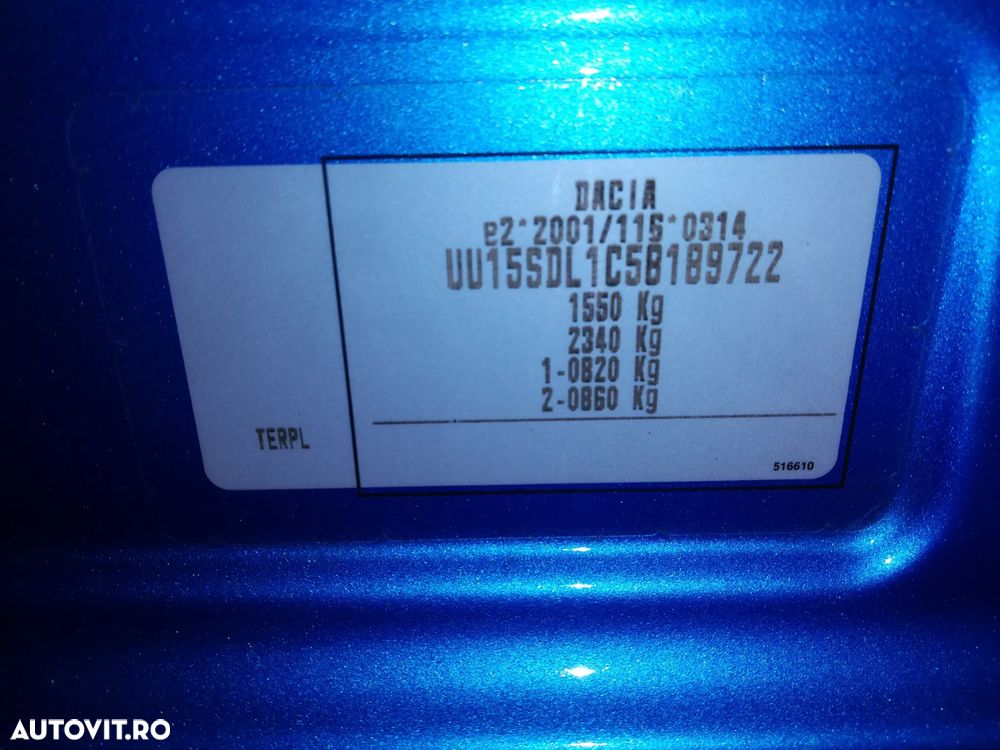 DACIA
e2*2001/116*0314
UU15SDL1C5B189722
1550 Kg
2340 Kg
1-0820 Kg
2-0860 Kg
TERPL
516610
AUTOVIT.RO